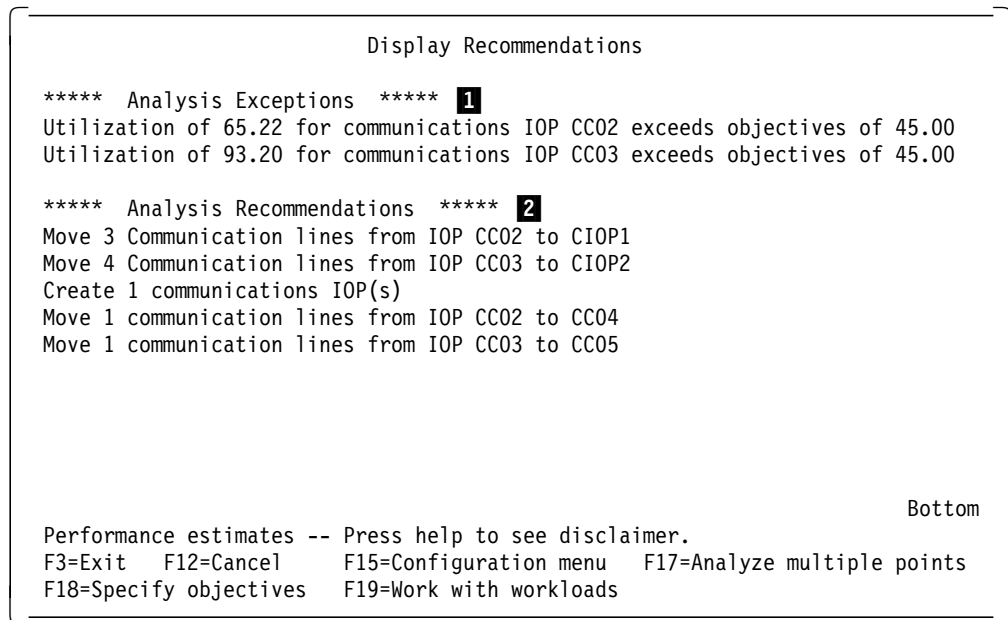 Display Recommendations
***** Analysis Exceptions ***** 1
Utilization of 65.22 for communications IOP CC02 exceeds objectives of 45.00
Utilization of 93.20 for communications IOP CC03 exceeds objectives of 45.00
***** Analysis Recommendations ***** 2
Move 3 Communication lines from IOP CC02 to CIOP1
Move 4 Communication lines from IOP CC03 to CIOP2
Create 1 communications IOP(s)
Move 1 communication lines from IOP CC02 to CC04
Move 1 communication lines from IOP CC03 to CC05
Bottom
Performance estimates -- Press help to see disclaimer.
F3=Exit F12=Cancel F15=Configuration menu F17=Analyze multiple points
F18=Specify objectives F19=Work with workloads